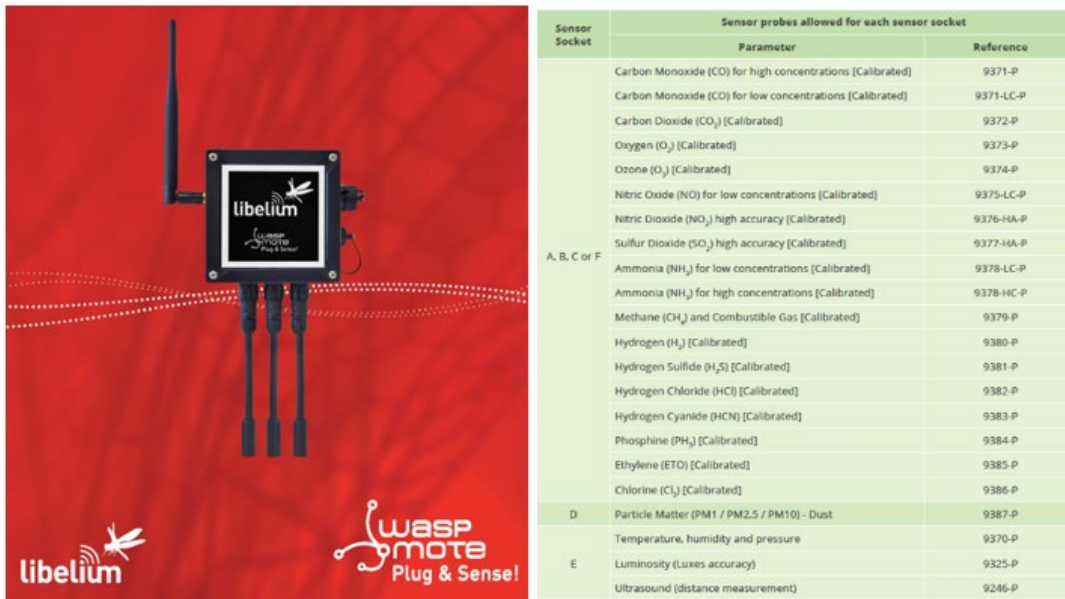 libelium
wasp
mote
Plug & Sense!
libelium
wasp
mote
Plug & Sense!
Sensor Socket
Sensor probes allowed for each sensor socket
Parameter
Reference
A, B, C or F
Carbon Monoxide (CO) for high concentrations [Calibrated] 9371-P
Carbon Monoxide (CO) for low concentrations [Calibrated] 9371-LC-P
Carbon Dioxide (CO₂) [Calibrated] 9372-P
Oxygen (O₂) [Calibrated] 9373-P
Ozone (O₃) [Calibrated] 9374-P
Nitric Oxide (NO) for low concentrations [Calibrated] 9375-LC-P
Nitric Dioxide (NO₂) high accuracy [Calibrated] 9376-HA-P
Sulfur Dioxide (SO₂) high accuracy [Calibrated] 9377-HA-P
Ammonia (NH₃) for low concentrations [Calibrated] 9378-LC-P
Ammonia (NH₃) for high concentrations [Calibrated] 9378-HC-P
Methane (CH₄) and Combustible Gas [Calibrated] 9379-P
Hydrogen (H₂) [Calibrated] 9380-P
Hydrogen Sulfide (H₂S) [Calibrated] 9381-P
Hydrogen Chloride (HCl) [Calibrated] 9382-P
Hydrogen Cyanide (HCN) [Calibrated] 9383-P
Phosphine (PH₃) [Calibrated] 9384-P
Ethylene (ETO) [Calibrated] 9385-P
Chlorine (Cl₂) [Calibrated] 9386-P
D Particle Matter (PM1 / PM2.5 / PM10) - Dust 9387-P
E
Temperature, humidity and pressure 9370-P
Luminosity (Luxes accuracy) 9325-P
Ultrasound (distance measurement) 9246-P